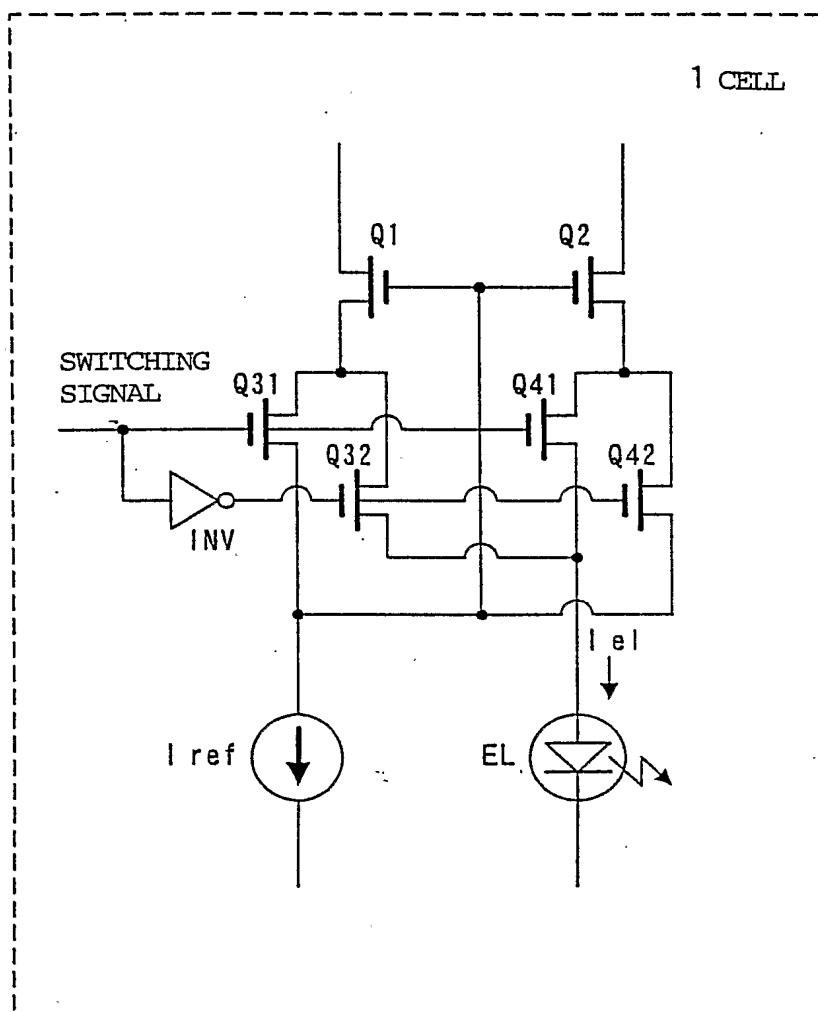 1 CELL
Q1
Q2
SWITCHING
SIGNAL
Q31
Q41
Q32
Q42
INV
I el
I ref
EL